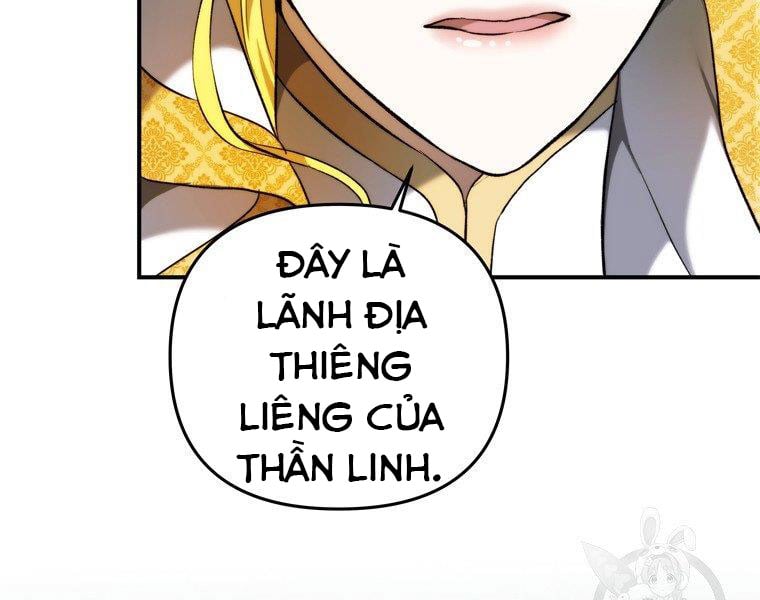 ĐÂY LÀ
LÃNH ĐỊA
THIÊNG
LIÊNG CỦA
THẦN LINH.